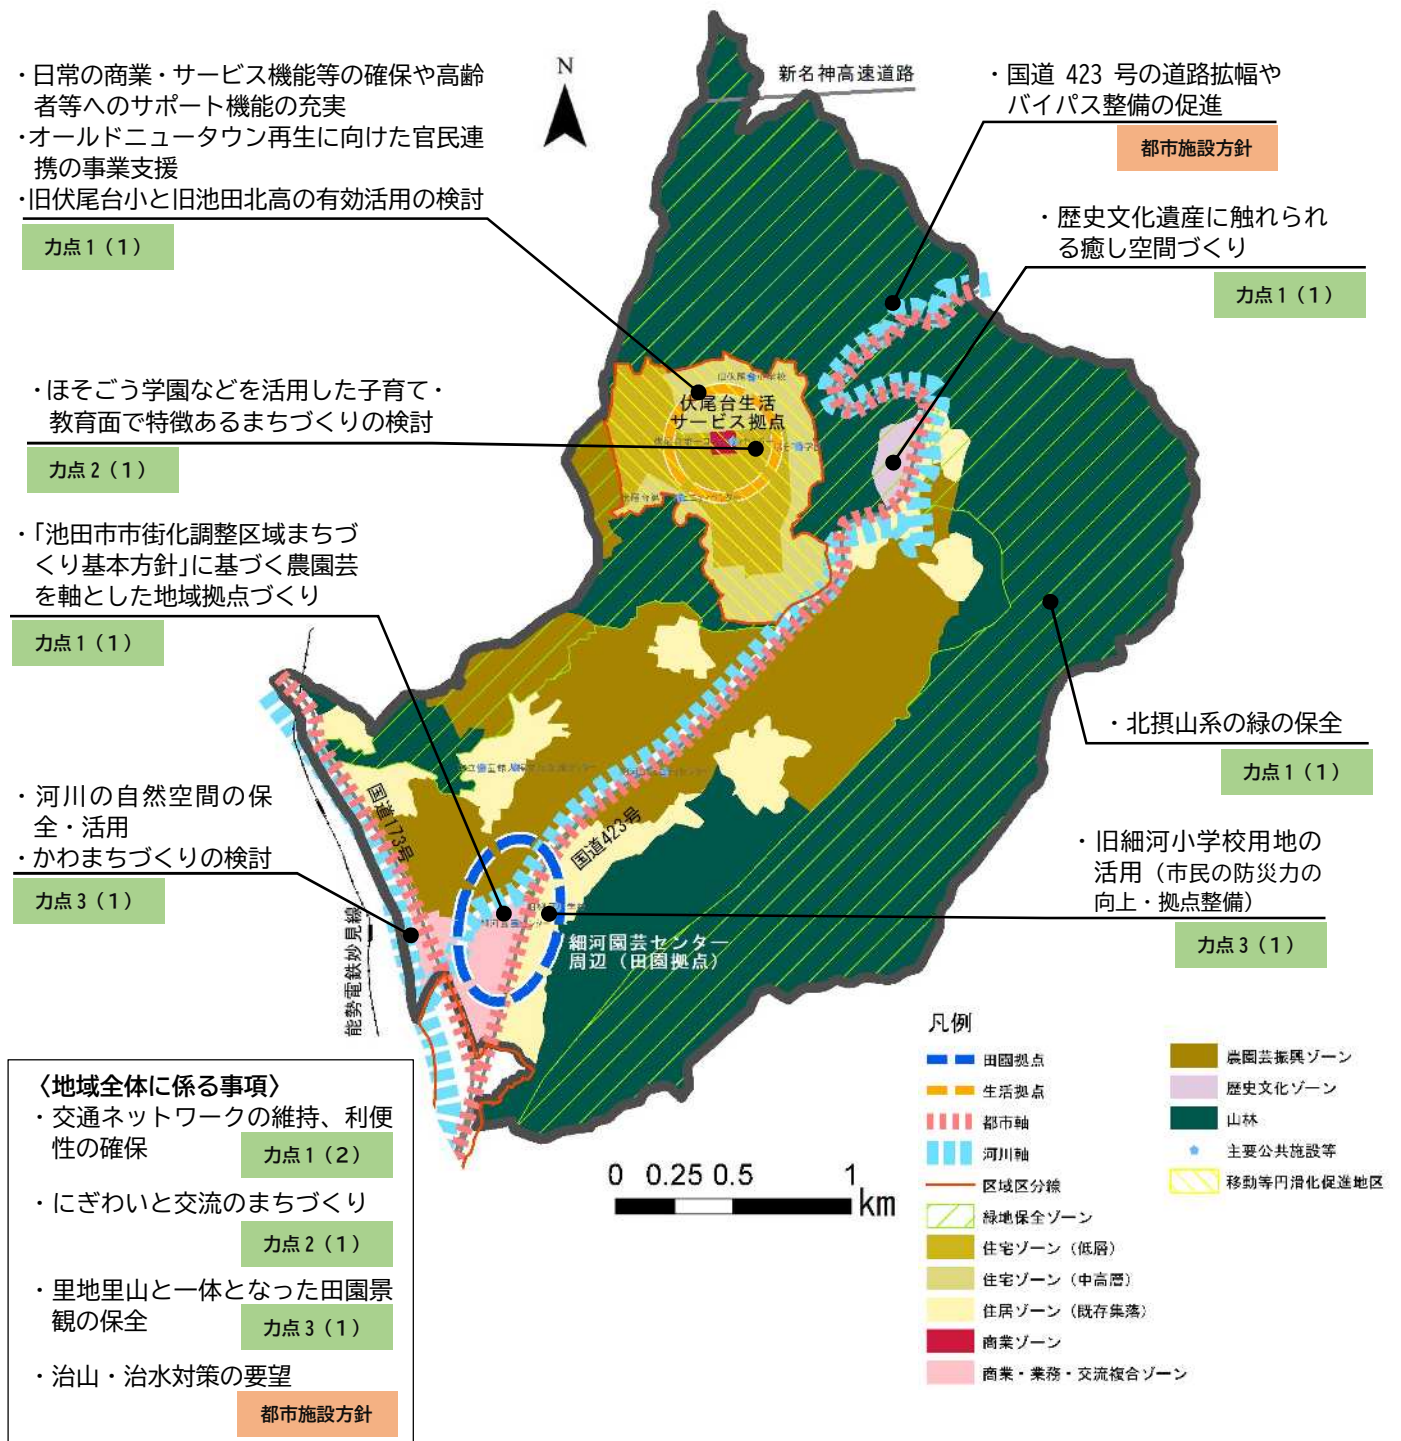 ・日常の商業・サービス機能等の確保や高齢
者等へのサポート機能の充実
・オールドニュータウン再生に向けた官民連
携の事業支援
・旧伏尾台小と旧池田北高の有効活用の検討
力点1（1）
・ほそごう学園などを活用した子育て・
教育面で特徴あるまちづくりの検討
力点2（1）
・「池田市市街化調整区域まちづ
くり基本方針」に基づく農園芸
を軸とした地域拠点づくり
力点1（1）
・河川の自然空間の保
全・活用
・かわまちづくりの検討
力点3（1）
N
新名神高速道路
・国道 423 号の道路拡幅や
バイパス整備の促進
都市施設方針
・歴史文化遺産に触れられ
る癒し空間づくり
力点1（1）
・北摂山系の緑の保全
力点1（1）
・旧細河小学校用地の
活用（市民の防災力の
向上・拠点整備）
力点3（1）
伏尾台生活
サービス拠点
国道173号
国道423号
能勢電鉄妙見線
細河園芸センター
周辺（田園拠点）
〈地域全体に係る事項〉
・交通ネットワークの維持、利便
性の確保
力点1（2）
・にぎわいと交流のまちづくり
力点2（1）
・里地里山と一体となった田園景
観の保全
力点3（1）
・治山・治水対策の要望
都市施設方針
0 0.25 0.5 1
km
凡例
田園拠点
生活拠点
都市軸
河川軸
区域区分線
緑地保全ゾーン
住宅ゾーン（低層）
住宅ゾーン（中高層）
住居ゾーン（既存集落）
商業ゾーン
商業・業務・交流複合ゾーン
農園芸振興ゾーン
歴史文化ゾーン
山林
主要公共施設等
移動等円滑化促進地区